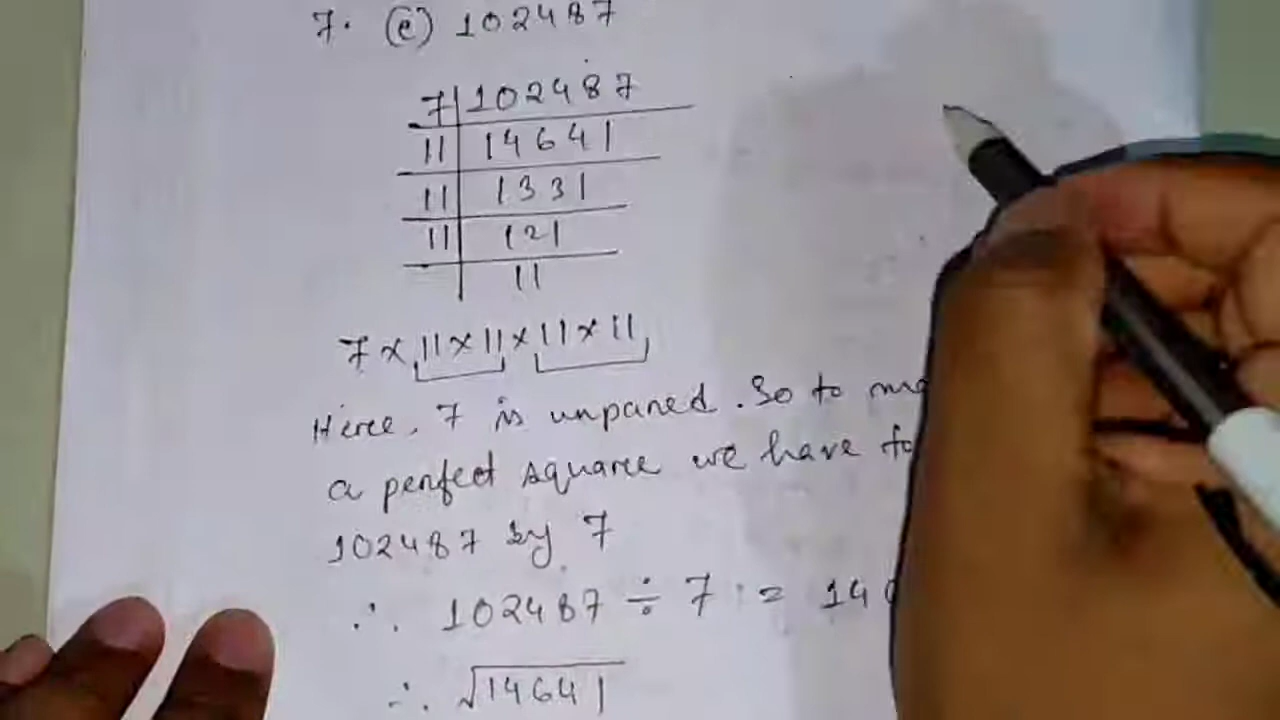 7. (e) 102487
7 | 102487
11 | 14641
11 | 1331
11 | 121
11
7 × 11 × 11 × 11 × 11
Here, 7 is unpaired. So to
a perfect square we have
102487 by 7
∴ 102487 ÷ 7 = 14
∴ √14641